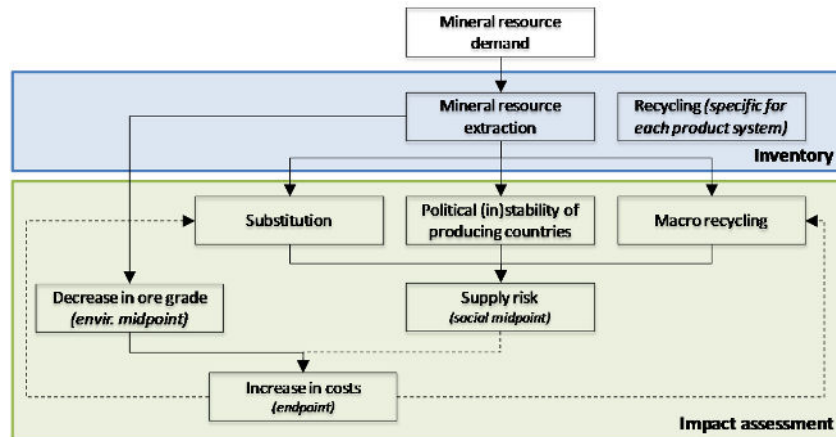 Mineral resource
demand
Mineral resource
extraction
Recycling (specific for
each product system)
Inventory
Substitution
Political (in)stability of
producing countries
Macro recycling
Decrease in ore grade
(envir. midpoint)
Supply risk
(social midpoint)
Increase in costs
(endpoint)
Impact assessment